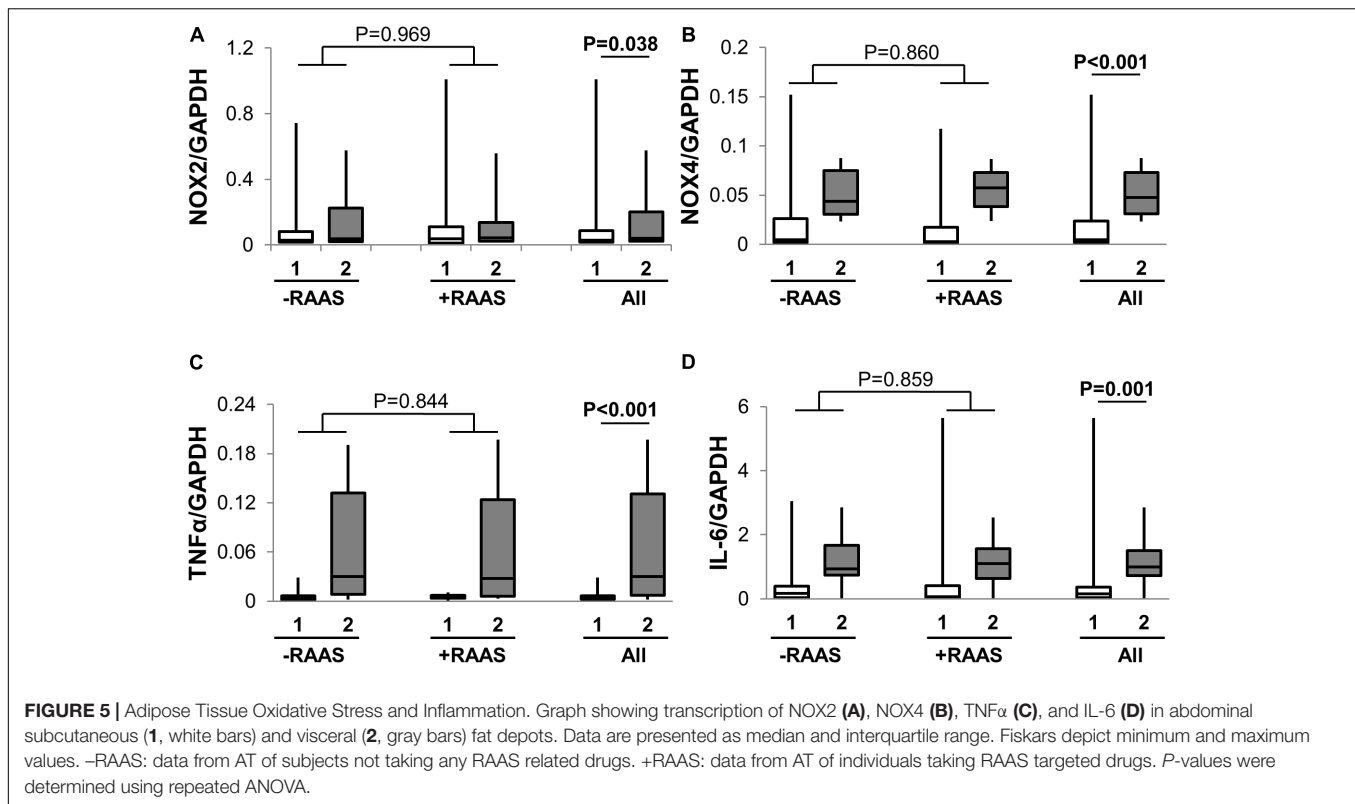 A
P=0.969
P=0.038
NOX2/GAPDH
1.2
0.8
0.4
0
1 2 1 2 1 2
-RAAS +RAAS All
B
P=0.860
P<0.001
NOX4/GAPDH
0.2
0.15
0.1
0.05
0
1 2 1 2 1 2
-RAAS +RAAS All
C
P=0.844
P<0.001
TNFα/GAPDH
0.24
0.18
0.12
0.06
0
1 2 1 2 1 2
-RAAS +RAAS All
D
P=0.859
P=0.001
IL-6/GAPDH
6
4
2
0
1 2 1 2 1 2
-RAAS +RAAS All
FIGURE 5 | Adipose Tissue Oxidative Stress and Inflammation. Graph showing transcription of NOX2 (A), NOX4 (B), TNFα (C), and IL-6 (D) in abdominal
subcutaneous (1, white bars) and visceral (2, gray bars) fat depots. Data are presented as median and interquartile range. Fiskars depict minimum and maximum
values. –RAAS: data from AT of subjects not taking any RAAS related drugs. +RAAS: data from AT of individuals taking RAAS targeted drugs. P-values were
determined using repeated ANOVA.